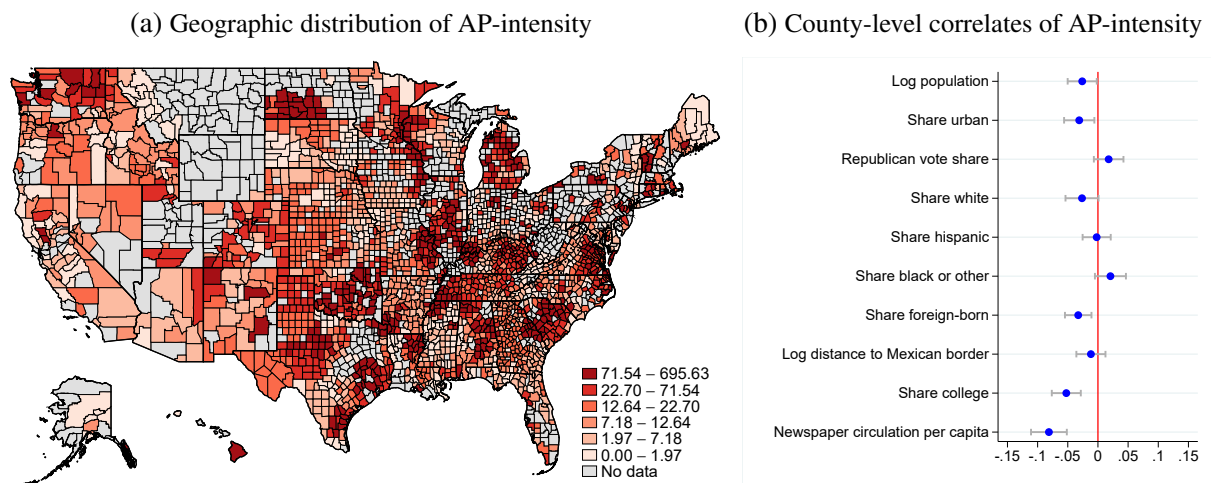 (a) Geographic distribution of AP-intensity
71.54 – 695.63
22.70 – 71.54
12.64 – 22.70
7.18 – 12.64
1.97 – 7.18
0.00 – 1.97
No data
(b) County-level correlates of AP-intensity
Log population
Share urban
Republican vote share
Share white
Share hispanic
Share black or other
Share foreign-born
Log distance to Mexican border
Share college
Newspaper circulation per capita
-.15 -.1 -.05 0 .05 .1 .15